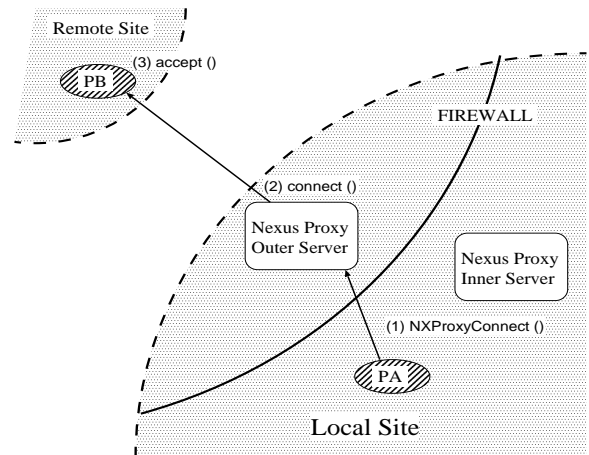 Remote Site
(3) accept ()
PB
FIREWALL
(2) connect ()
Nexus Proxy
Outer Server
Nexus Proxy
Inner Server
(1) NXProxyConnect ()
PA
Local Site